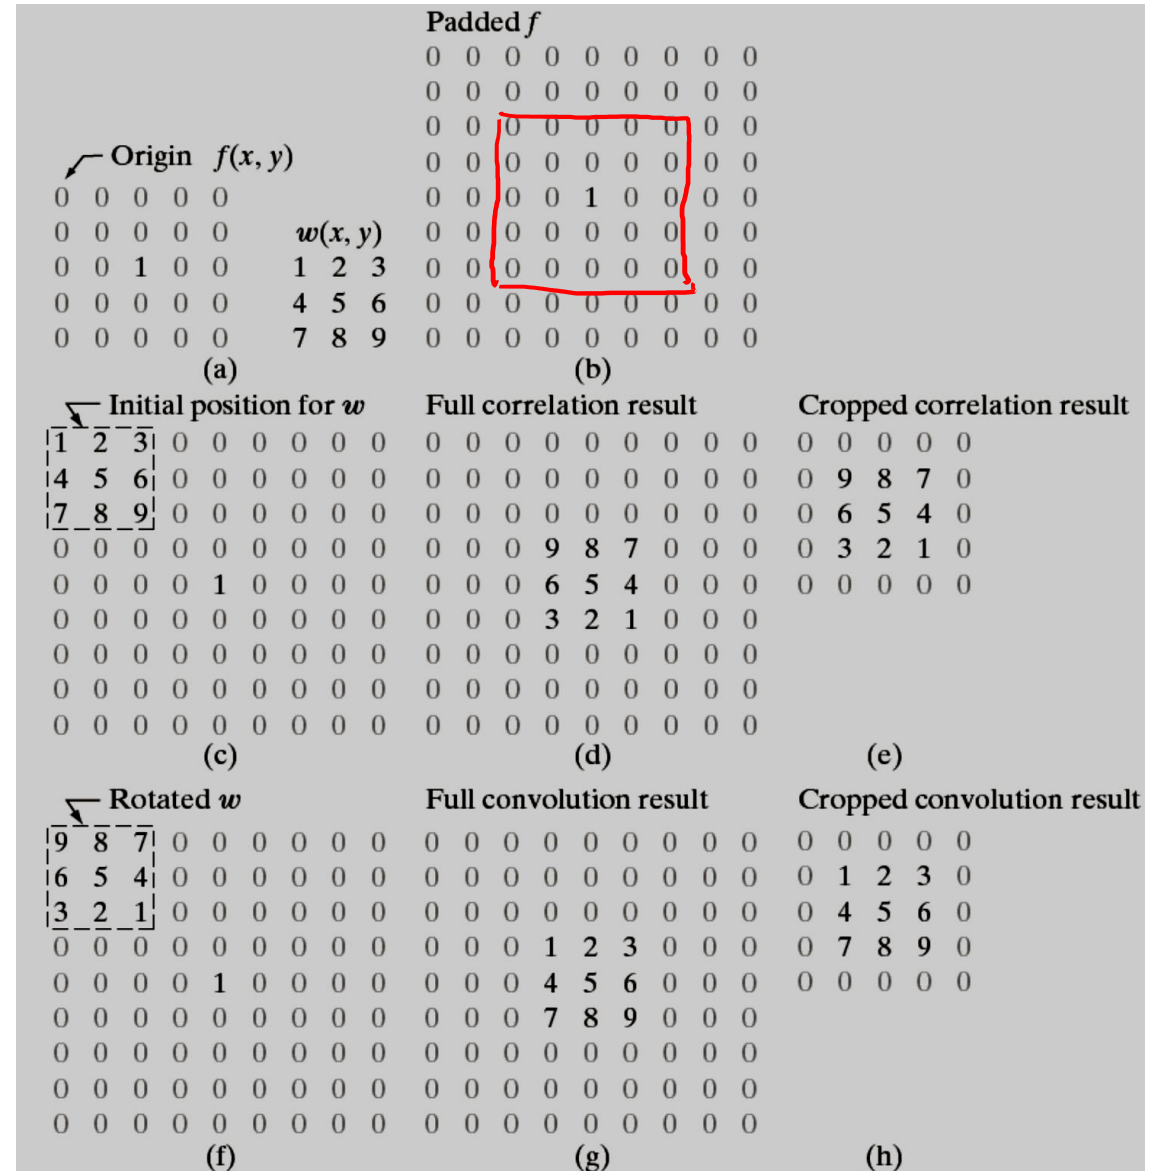 Padded f
0 0 0 0 0 0 0 0 0
0 0 0 0 0 0 0 0 0
0 0 0 0 0 0 0 0 0
0 0 0 0 0 0 0 0 0
0 0 0 0 1 0 0 0 0
0 0 0 0 0 0 0 0 0
0 0 0 0 0 0 0 0 0
0 0 0 0 0 0 0 0 0
0 0 0 0 0 0 0 0 0
(b)
Origin f(x, y)
0 0 0 0 0
0 0 0 0 0
0 0 1 0 0
0 0 0 0 0
0 0 0 0 0
w(x, y)
1 2 3
4 5 6
7 8 9
(a)
Initial position for w
1 2 3 0 0 0 0 0 0
4 5 6 0 0 0 0 0 0
7 8 9 0 0 0 0 0 0
0 0 0 0 0 0 0 0 0
0 0 0 0 1 0 0 0 0
0 0 0 0 0 0 0 0 0
0 0 0 0 0 0 0 0 0
0 0 0 0 0 0 0 0 0
0 0 0 0 0 0 0 0 0
(c)
Full correlation result
0 0 0 0 0 0 0 0 0
0 0 0 0 0 0 0 0 0
0 0 0 0 0 0 0 0 0
0 0 0 9 8 7 0 0 0
0 0 0 6 5 4 0 0 0
0 0 0 3 2 1 0 0 0
0 0 0 0 0 0 0 0 0
0 0 0 0 0 0 0 0 0
0 0 0 0 0 0 0 0 0
(d)
Cropped correlation result
0 0 0 0 0
0 9 8 7 0
0 6 5 4 0
0 3 2 1 0
0 0 0 0 0
(e)
Rotated w
9 8 7 0 0 0 0 0 0
6 5 4 0 0 0 0 0 0
3 2 1 0 0 0 0 0 0
0 0 0 0 0 0 0 0 0
0 0 0 0 1 0 0 0 0
0 0 0 0 0 0 0 0 0
0 0 0 0 0 0 0 0 0
0 0 0 0 0 0 0 0 0
0 0 0 0 0 0 0 0 0
(f)
Full convolution result
0 0 0 0 0 0 0 0 0
0 0 0 0 0 0 0 0 0
0 0 0 0 0 0 0 0 0
0 0 0 1 2 3 0 0 0
0 0 0 4 5 6 0 0 0
0 0 0 7 8 9 0 0 0
0 0 0 0 0 0 0 0 0
0 0 0 0 0 0 0 0 0
0 0 0 0 0 0 0 0 0
(g)
Cropped convolution result
0 0 0 0 0
0 1 2 3 0
0 4 5 6 0
0 7 8 9 0
0 0 0 0 0
(h)